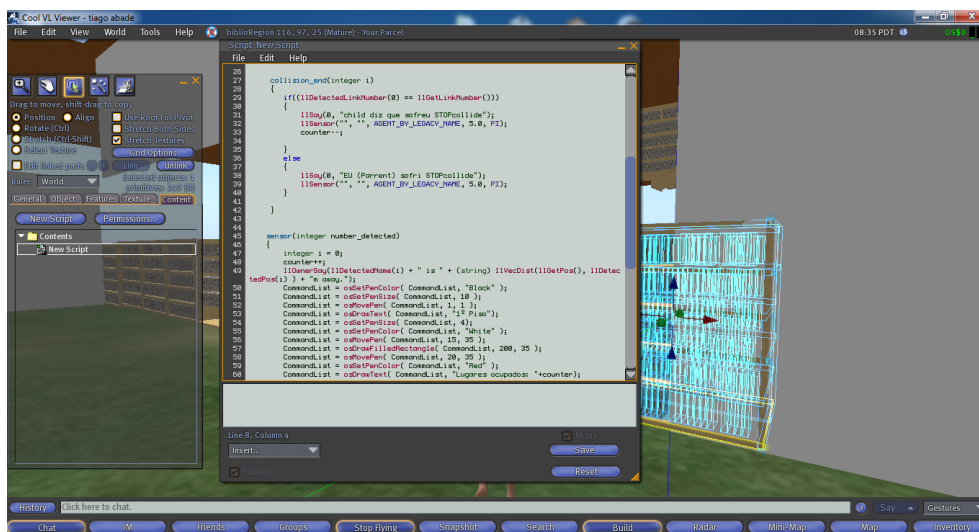 Cool VL Viewer - tiago abade
File Edit View World Tools Help biblioRegion 116, 97, 25 (Mature) - Your Parcel 08:35 PDT OS$0
Script: New Script
File Edit Help
26
27 collision_end(integer i)
28 {
29 if((llDetectedLinkNumber(0) == llGetLinkNumber()))
30 {
31 llSay(0, "child diz que sofreu STOPcollide");
32 llSensor("", "", AGENT_BY_LEGACY_NAME, 5.0, PI);
33 counter--;
34
35 }
36 else
37 {
38 llSay(0, "EU (Parrent) sofri STOPcollide");
39 llSensor("", "", AGENT_BY_LEGACY_NAME, 5.0, PI);
40 }
41
42 }
43
44
45 sensor(integer number_detected)
46 {
47 integer i = 0;
48 counter++;
49 llOwnerSay(llDetectedName(i) + " is " + (string) llVecDist(llGetPos(), llDetec
tedPos(i) ) + "m away.");
50 CommandList = osSetPenColor( CommandList, "Black" );
51 CommandList = osSetPenSize( CommandList, 10 );
52 CommandList = osMovePen( CommandList, 1, 1 );
53 CommandList = osDrawText( CommandList, "1º Piso");
54 CommandList = osSetPenSize( CommandList, 4);
55 CommandList = osSetPenColor( CommandList, "White" );
56 CommandList = osMovePen( CommandList, 15, 35 );
57 CommandList = osDrawFilledRectangle( CommandList, 200, 35 );
58 CommandList = osMovePen( CommandList, 20, 35 );
59 CommandList = osSetPenColor( CommandList, "Red" );
60 CommandList = osDrawText( CommandList, "Lugares ocupados: "+counter);
Line 8, Column 4
Insert...
Mono
Save
Running
Reset
Drag to move, shift-drag to copy
Position Align
Rotate (Ctrl)
Stretch (Ctrl-Shift)
Select Texture
Use Root For Pivot
Stretch Both Sides
Stretch Textures
Grid Options
Edit linked parts Link Unlink
Ruler: World
Selected objects: 1
primitives: 249 (0)
General Object Features Texture Content
New Script Permissions...
Contents
New Script
History Click here to chat. Say Gestures
Chat IM Friends Groups Stop Flying Snapshot Search Build Radar Mini-Map Map Inventory